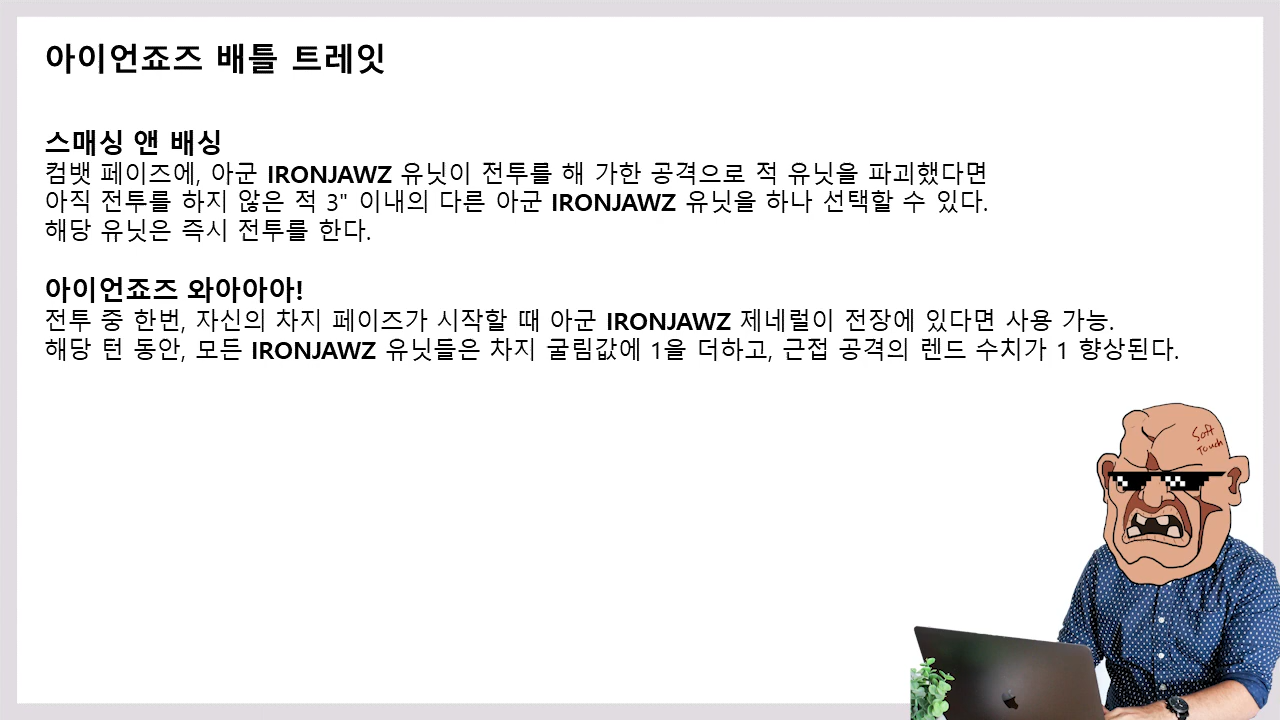 아이언죠즈 배틀 트레잇
스매싱 앤 배싱
컴뱃 페이즈에, 아군 IRONJAWZ 유닛이 전투를 해 가한 공격으로 적 유닛을 파괴했다면
아직 전투를 하지 않은 적 3" 이내의 다른 아군 IRONJAWZ 유닛을 하나 선택할 수 있다.
해당 유닛은 즉시 전투를 한다.
아이언죠즈 와아아아!
전투 중 한번, 자신의 차지 페이즈가 시작할 때 아군 IRONJAWZ 제네럴이 전장에 있다면 사용 가능.
해당 턴 동안, 모든 IRONJAWZ 유닛들은 차지 굴림값에 1을 더하고, 근접 공격의 렌드 수치가 1 향상된다.
Soft
Touch